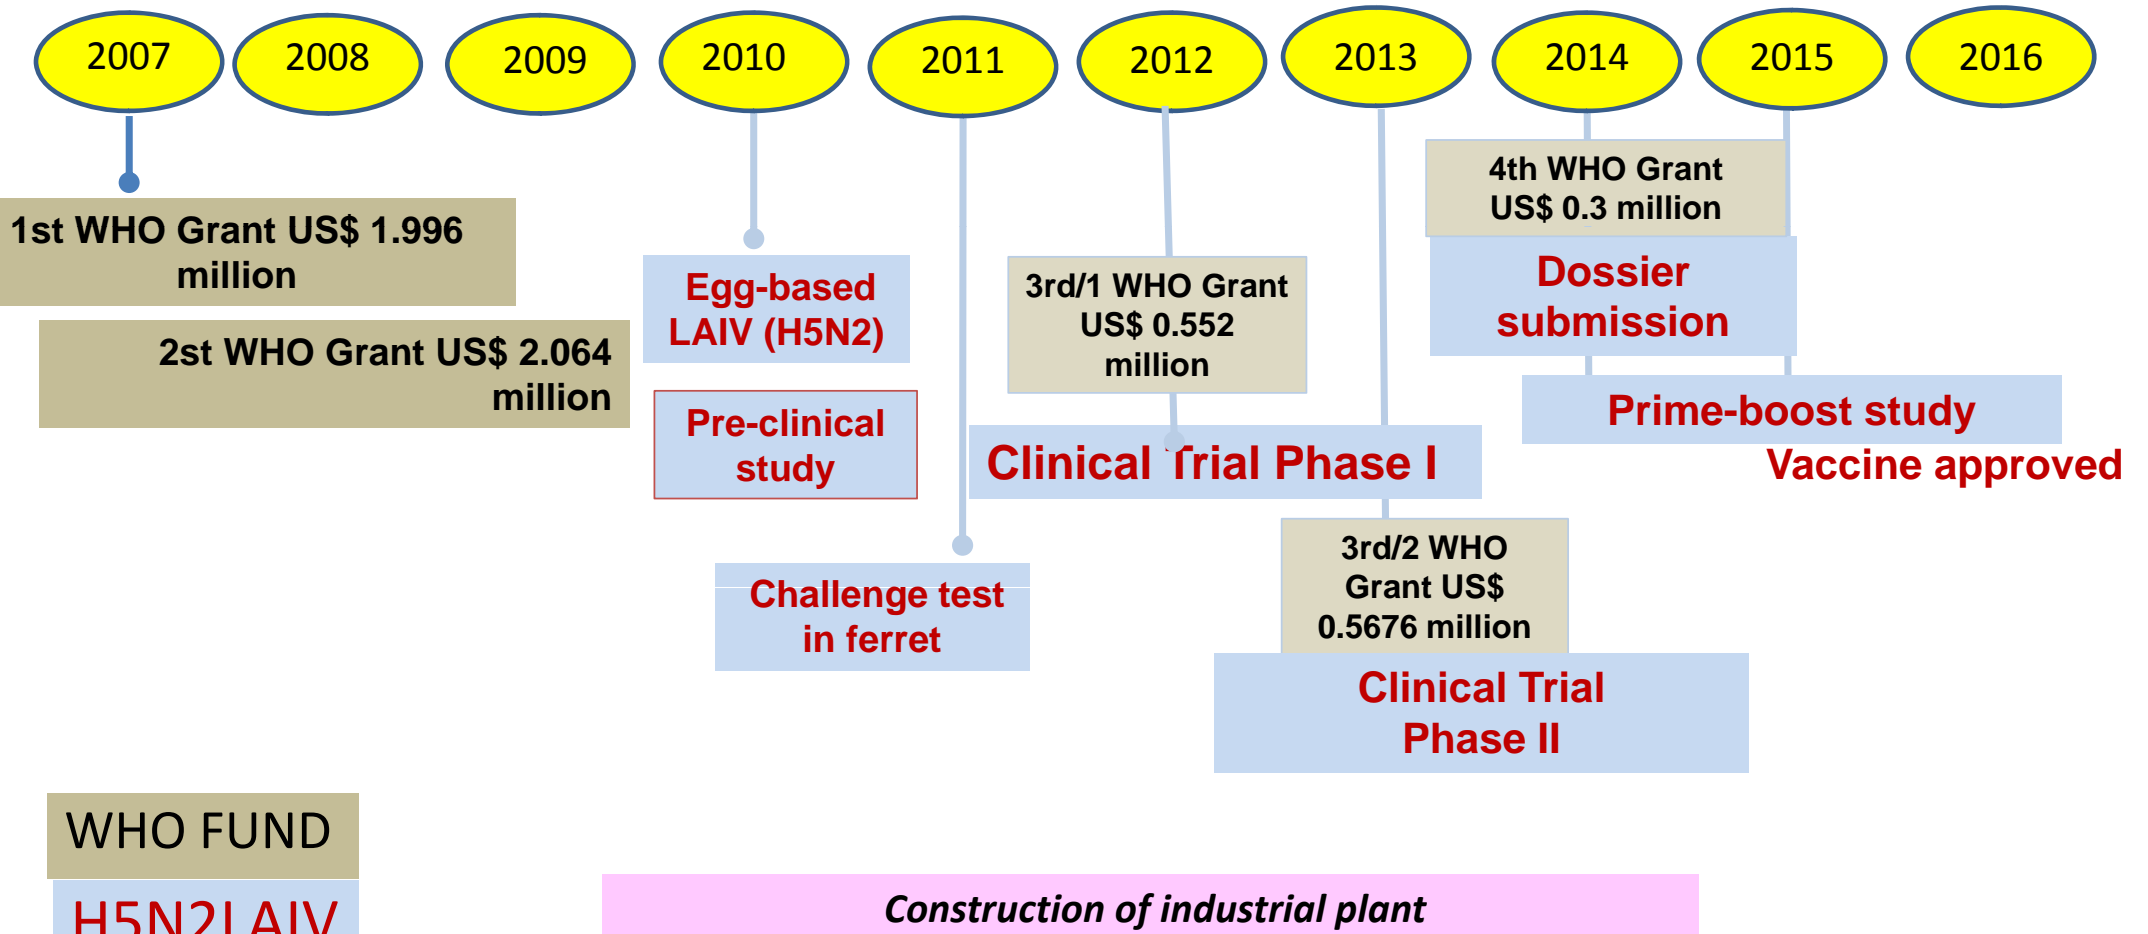 2007
2008
2009
2010
2011
2012
2013
2014
2015
2016
1st WHO Grant US$ 1.996
million
2st WHO Grant US$ 2.064
million
Egg-based
LAIV (H5N2)
Pre-clinical
study
Challenge test
in ferret
3rd/1 WHO Grant
US$ 0.552
million
Clinical Trial Phase I
3rd/2 WHO
Grant US$
0.5676 million
Clinical Trial
Phase II
4th WHO Grant
US$ 0.3 million
Dossier
submission
Prime-boost study
Vaccine approved
WHO FUND
H5N2LAIV
Construction of industrial plant